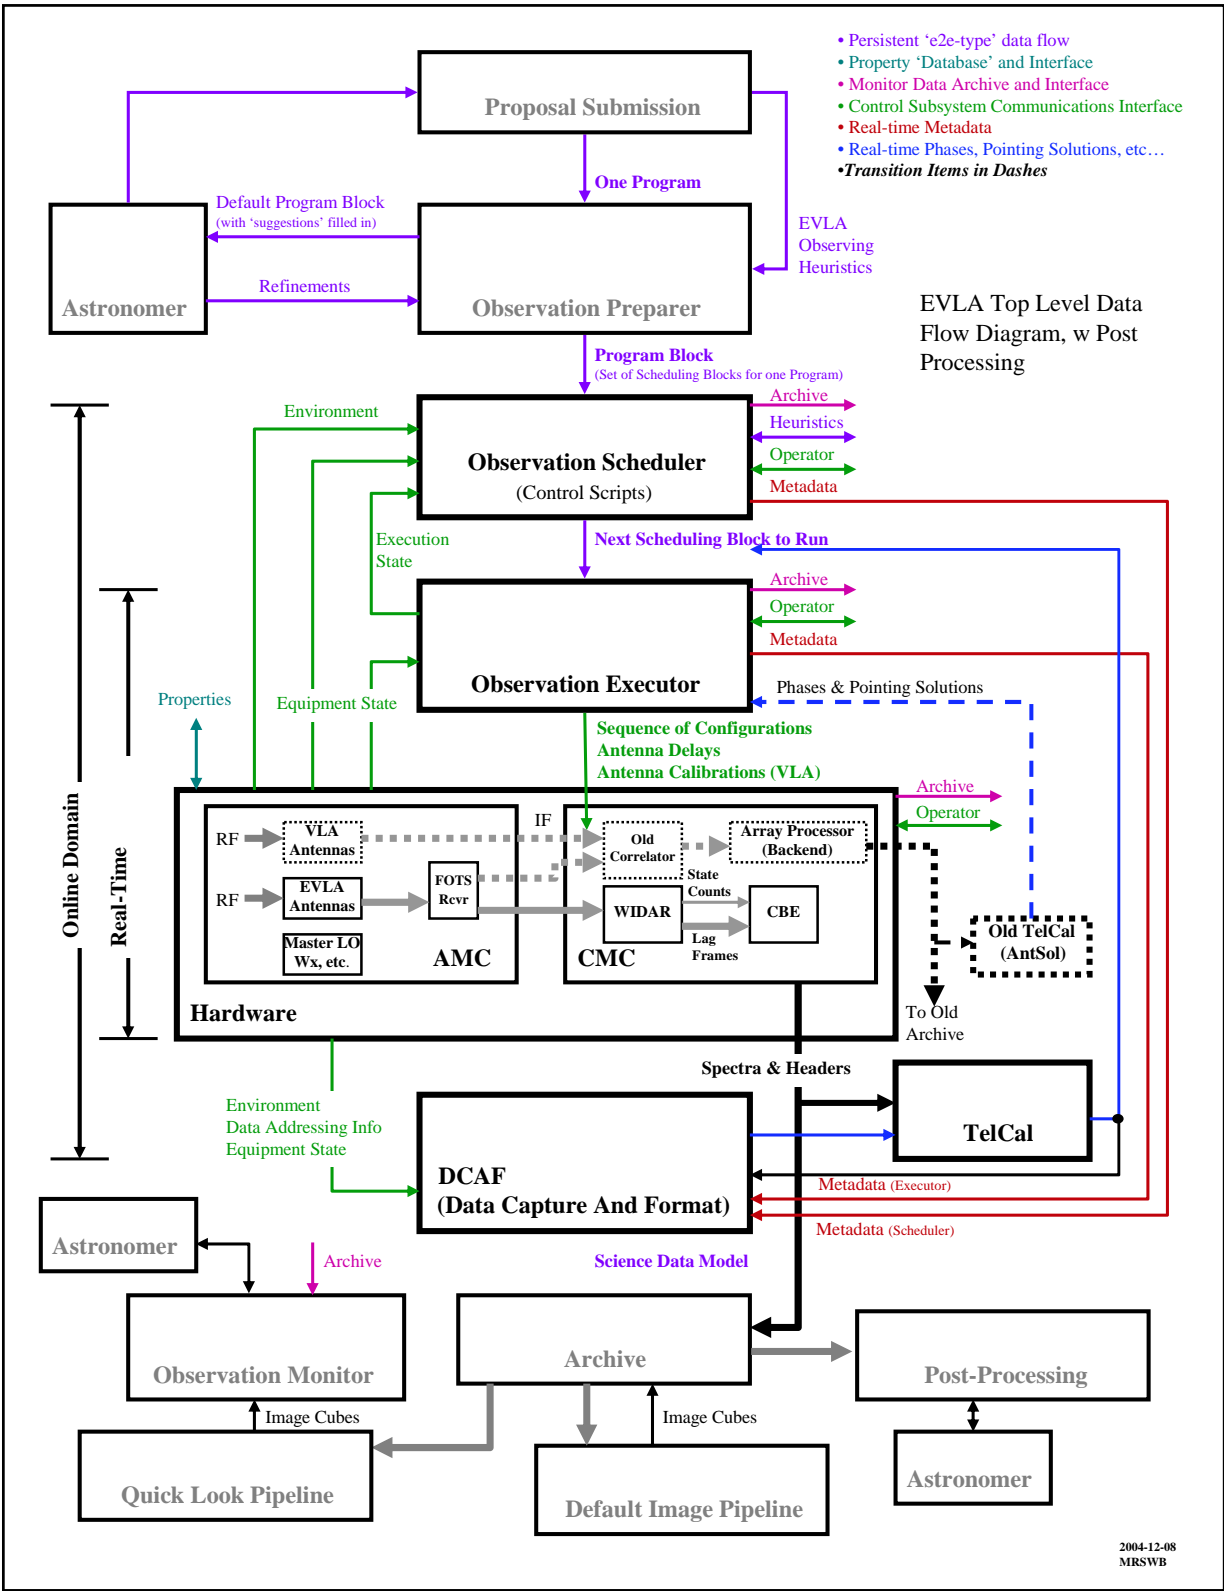 • Persistent ‘e2e-type’ data flow
• Property ‘Database’ and Interface
• Monitor Data Archive and Interface
• Control Subsystem Communications Interface
• Real-time Metadata
• Real-time Phases, Pointing Solutions, etc…
•Transition Items in Dashes
Proposal Submission
One Program
Default Program Block
(with ‘suggestions’ filled in)
EVLA
Observing
Heuristics
Refinements
Astronomer
Observation Preparer
EVLA Top Level Data
Flow Diagram, w Post
Processing
Program Block
(Set of Scheduling Blocks for one Program)
Environment
Archive
Heuristics
Operator
Metadata
Observation Scheduler
(Control Scripts)
Execution
State
Next Scheduling Block to Run
Archive
Operator
Metadata
Observation Executor
Phases & Pointing Solutions
Properties
Equipment State
Sequence of Configurations
Antenna Delays
Antenna Calibrations (VLA)
Online Domain
Real-Time
Archive
Operator
RF
VLA
Antennas
IF
Old
Correlator
Array Processor
(Backend)
RF
EVLA
Antennas
FOTS
Rcvr
State
Counts
WIDAR
CBE
Lag
Frames
Master LO
Wx, etc.
AMC
CMC
Hardware
Old TelCal
(AntSol)
To Old
Archive
Spectra & Headers
Environment
Data Addressing Info
Equipment State
TelCal
DCAF
(Data Capture And Format)
Metadata (Executor)
Metadata (Scheduler)
Astronomer
Archive
Science Data Model
Observation Monitor
Archive
Post-Processing
Image Cubes
Image Cubes
Quick Look Pipeline
Default Image Pipeline
Astronomer
2004-12-08
MRSWB